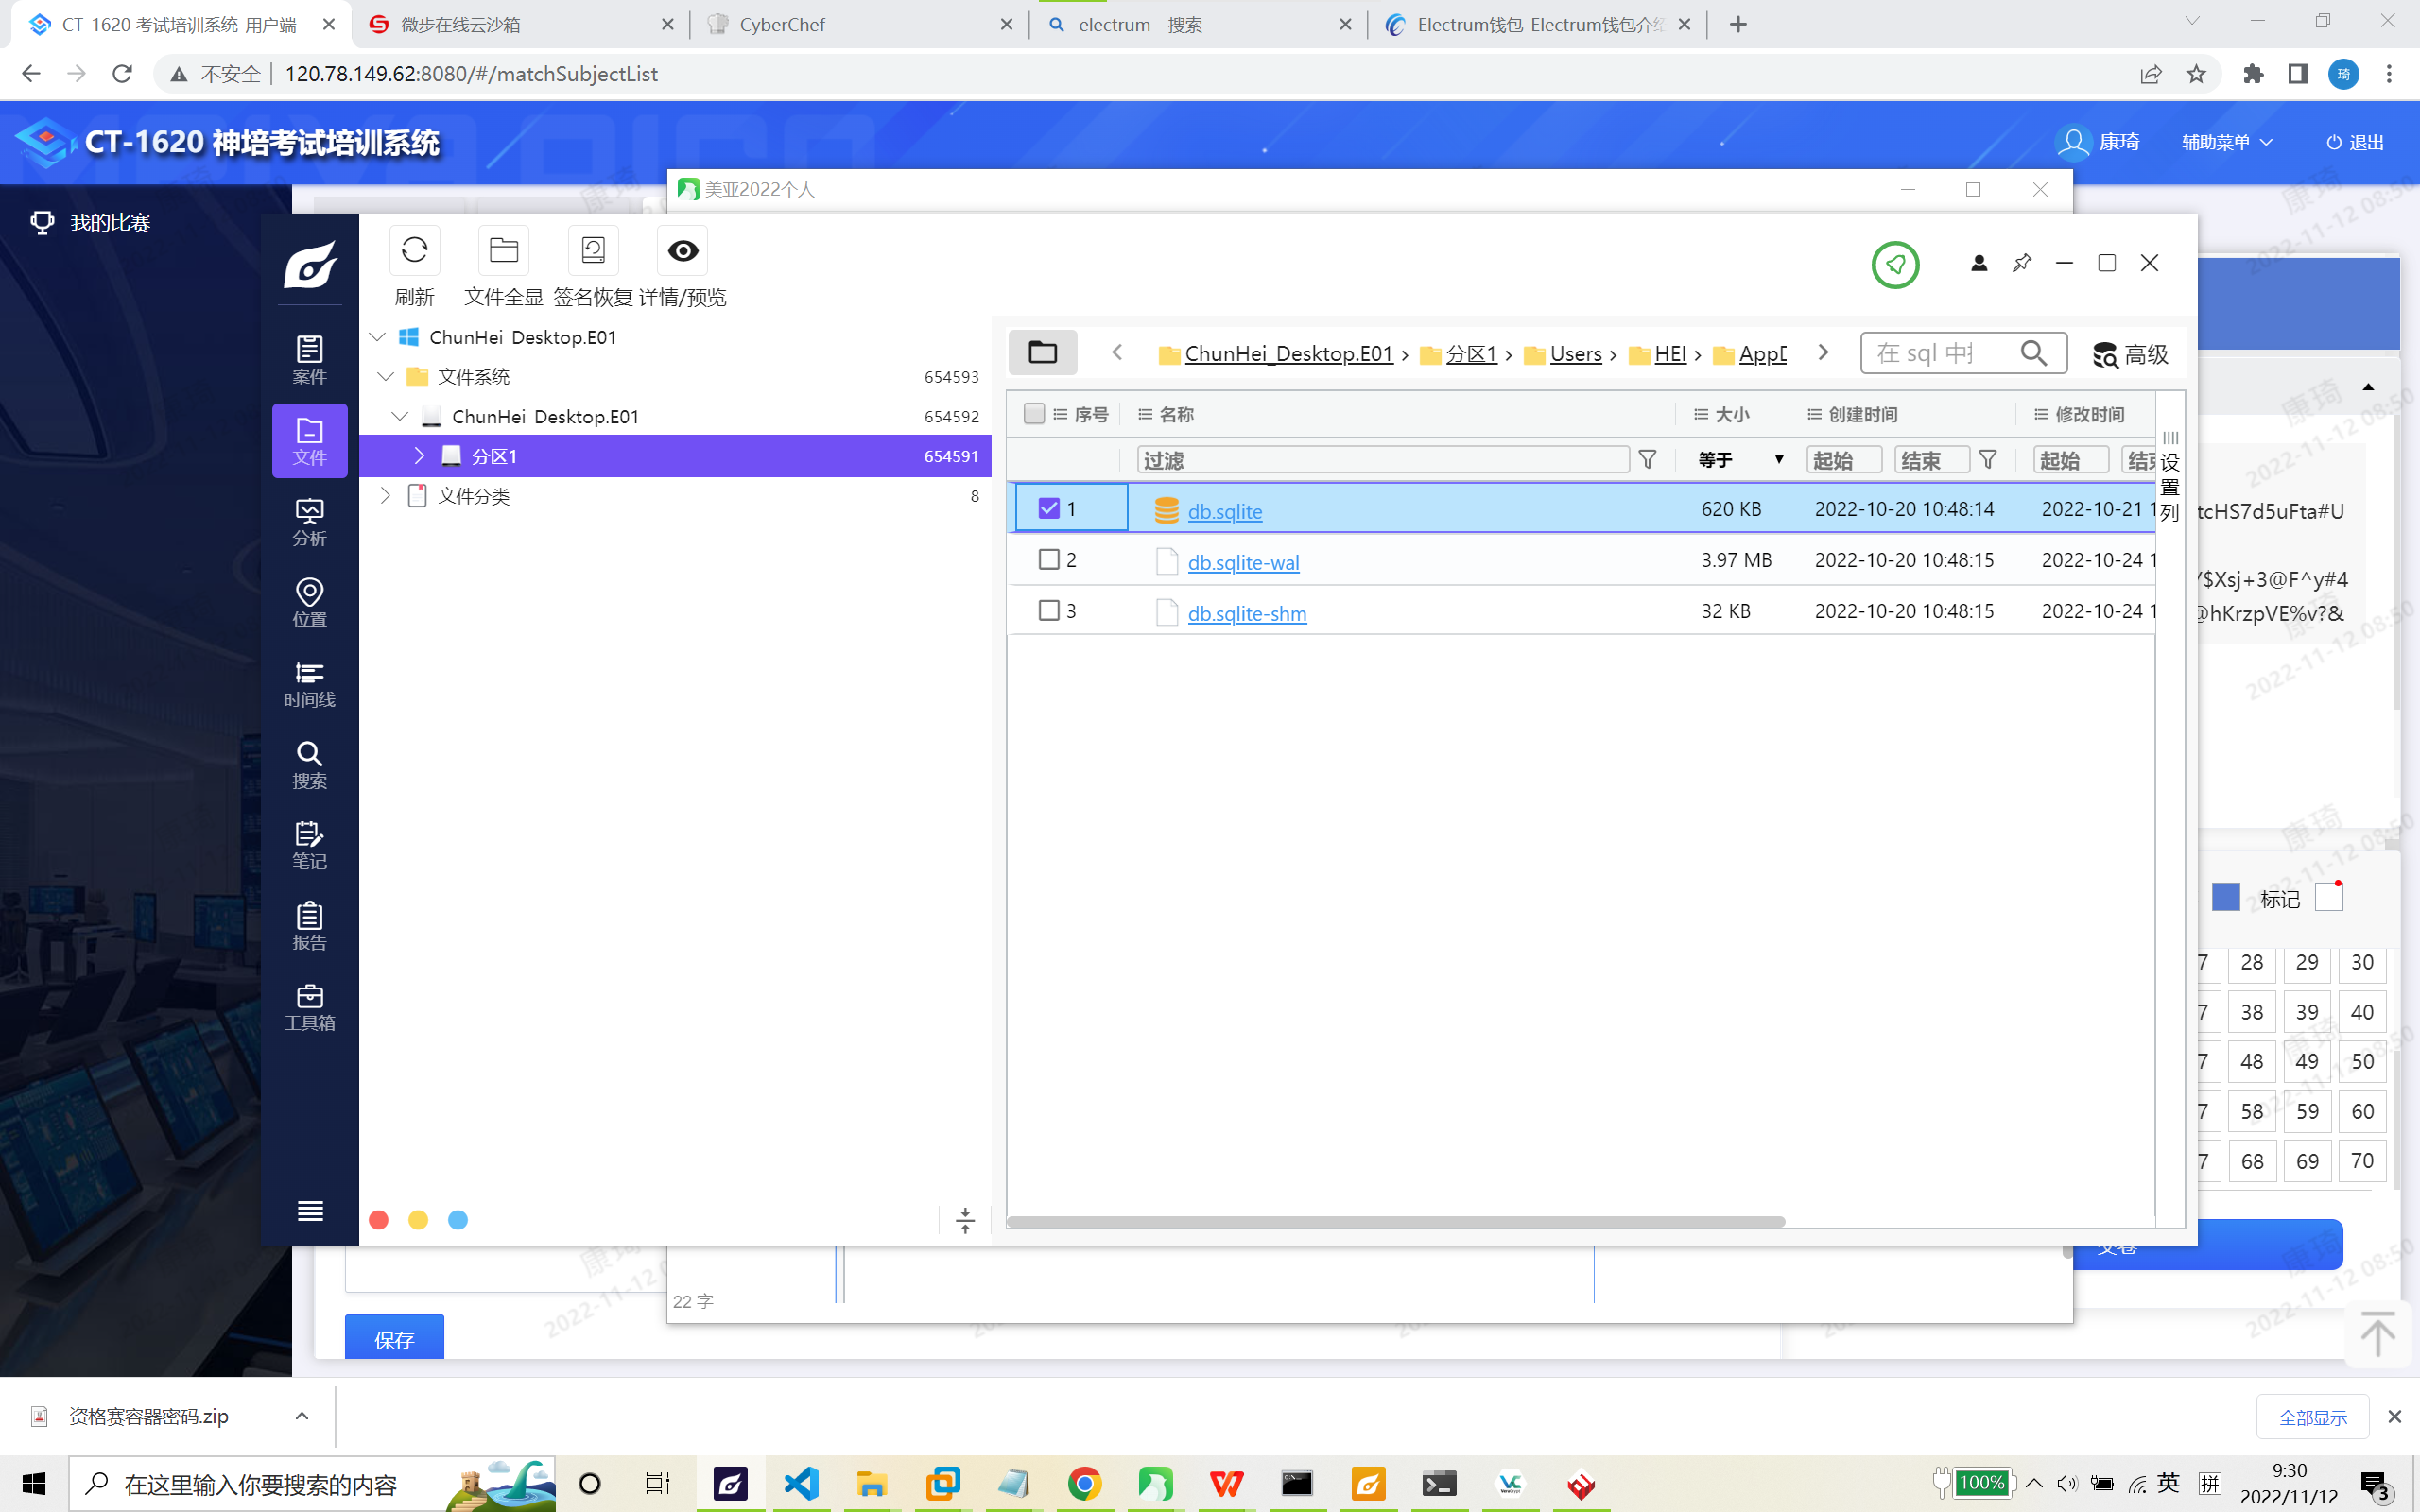 CT-1620 考试培训系统-用户端
微步在线云沙箱
CyberChef
electrum - 搜索
Electrum钱包-Electrum钱包介绍
不安全
120.78.149.62:8080/#/matchSubjectList
琦
CT-1620 神培考试培训系统
康琦
辅助菜单
退出
我的比赛
美亚2022个人
刷新
文件全显
签名恢复
详情/预览
案件
文件
分析
位置
时间线
搜索
笔记
报告
工具箱
ChunHei_Desktop.E01
文件系统
654593
ChunHei_Desktop.E01
654592
分区1
654591
文件分类
8
ChunHei_Desktop.E01 › 分区1 › Users › HEI › AppD
在 sql 中
高级
序号 名称 大小 创建时间 修改时间
过滤 等于 起始 结束 起始 结束
设置列
1 db.sqlite 620 KB 2022-10-20 10:48:14 2022-10-21 1
2 db.sqlite-wal 3.97 MB 2022-10-20 10:48:15 2022-10-24 1
3 db.sqlite-shm 32 KB 2022-10-20 10:48:15 2022-10-24 1
tcHS7d5uFta#U
$Xsj+3@F^y#4
@hKrzpVE%v?&
标记
7 28 29 30
7 38 39 40
7 48 49 50
7 58 59 60
7 68 69 70
交卷
22 字
保存
康琦
2022-11-12 08:50
资格赛容器密码.zip
全部显示
在这里输入你要搜索的内容
100%
英
拼
9:30
2022/11/12
3